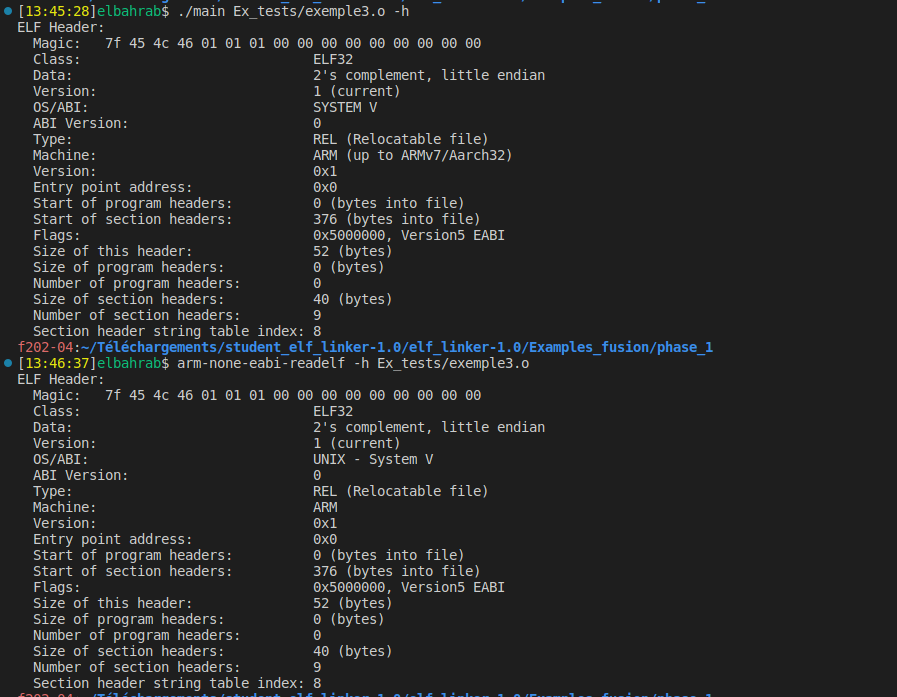 [13:45:28]elbahrab$ ./main Ex_tests/exemple3.o -h
ELF Header:
  Magic:   7f 45 4c 46 01 01 01 00 00 00 00 00 00 00 00 00
  Class:                             ELF32
  Data:                              2's complement, little endian
  Version:                           1 (current)
  OS/ABI:                            SYSTEM V
  ABI Version:                       0
  Type:                              REL (Relocatable file)
  Machine:                           ARM (up to ARMv7/Aarch32)
  Version:                           0x1
  Entry point address:               0x0
  Start of program headers:          0 (bytes into file)
  Start of section headers:          376 (bytes into file)
  Flags:                             0x5000000, Version5 EABI
  Size of this header:               52 (bytes)
  Size of program headers:           0 (bytes)
  Number of program headers:         0
  Size of section headers:           40 (bytes)
  Number of section headers:         9
  Section header string table index: 8
f202-04:~/Téléchargements/student_elf_linker-1.0/elf_linker-1.0/Examples_fusion/phase_1
[13:46:37]elbahrab$ arm-none-eabi-readelf -h Ex_tests/exemple3.o
ELF Header:
  Magic:   7f 45 4c 46 01 01 01 00 00 00 00 00 00 00 00 00
  Class:                             ELF32
  Data:                              2's complement, little endian
  Version:                           1 (current)
  OS/ABI:                            UNIX - System V
  ABI Version:                       0
  Type:                              REL (Relocatable file)
  Machine:                           ARM
  Version:                           0x1
  Entry point address:               0x0
  Start of program headers:          0 (bytes into file)
  Start of section headers:          376 (bytes into file)
  Flags:                             0x5000000, Version5 EABI
  Size of this header:               52 (bytes)
  Size of program headers:           0 (bytes)
  Number of program headers:         0
  Size of section headers:           40 (bytes)
  Number of section headers:         9
  Section header string table index: 8